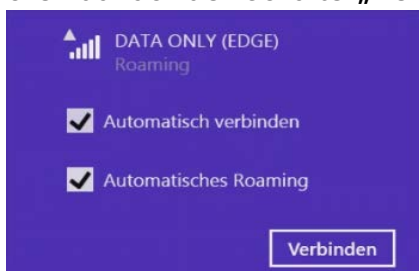 DATA ONLY (EDGE)
Roaming
Automatisch verbinden
Automatisches Roaming
Verbinden